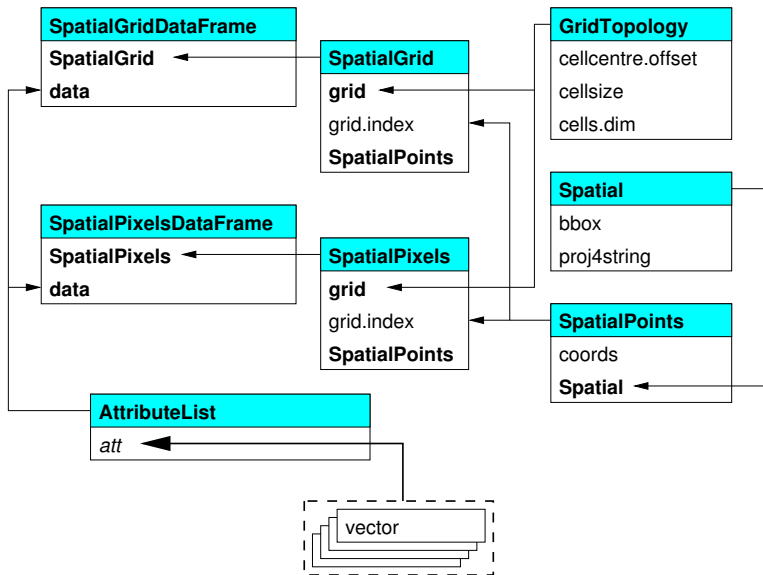 SpatialGridDataFrame
SpatialGrid
data
SpatialGrid
grid
grid.index
SpatialPoints
GridTopology
cellcentre.offset
cellsize
cells.dim
SpatialPixelsDataFrame
SpatialPixels
data
SpatialPixels
grid
grid.index
SpatialPoints
Spatial
bbox
proj4string
SpatialPoints
coords
Spatial
AttributeList
att
vector